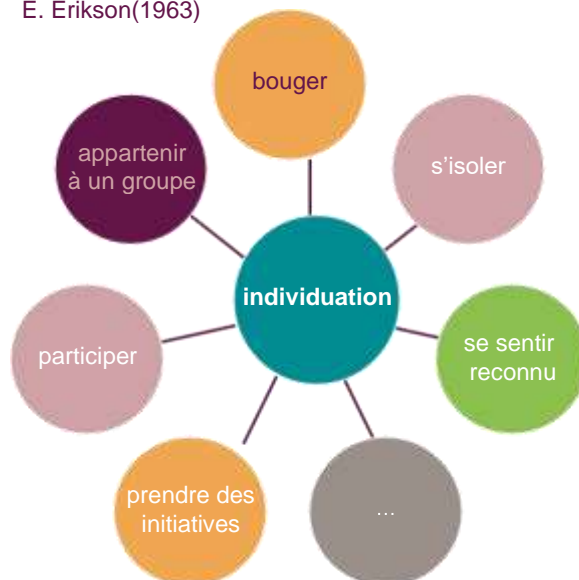 E. Erikson(1963)
bouger
appartenir
à un groupe
s'isoler
individuation
participer
se sentir
reconnu
prendre des
initiatives
...